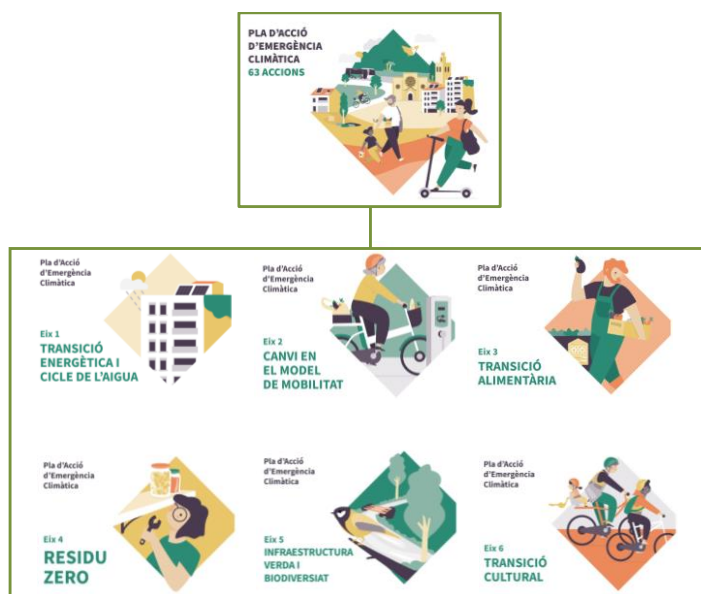 PLA D'ACCIÓ
D'EMERGÈNCIA
CLIMÀTICA
63 ACCIONS
Pla d'Acció
d'Emergència
Climàtica
Eix 1
TRANSICIÓ
ENERGÈTICA I
CICLE DE L'AIGUA
Pla d'Acció
d'Emergència
Climàtica
Eix 2
CANVI EN
EL MODEL
DE MOBILITAT
Pla d'Acció
d'Emergència
Climàtica
Eix 3
TRANSICIÓ
ALIMENTÀRIA
Pla d'Acció
d'Emergència
Climàtica
Eix 4
RESIDU
ZERO
Pla d'Acció
d'Emergència
Climàtica
Eix 5
INFRAESTRUCTURA
VERDA I
BIODIVERSIAT
Pla d'Acció
d'Emergència
Climàtica
Eix 6
TRANSICIÓ
CULTURAL